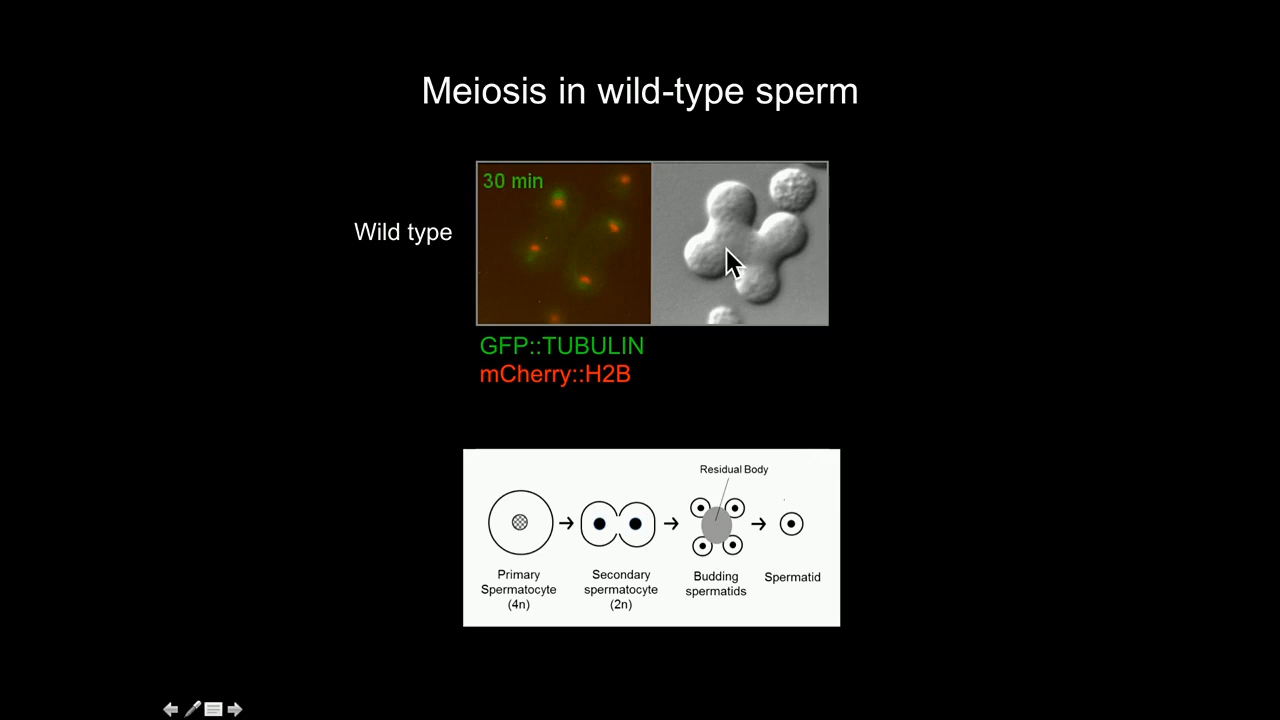 Meiosis in wild-type sperm
30 min
Wild type
GFP::TUBULIN
mCherry::H2B
Residual Body
Primary
Spermatocyte
(4n)
Secondary
spermatocyte
(2n)
Budding
spermatids
Spermatid